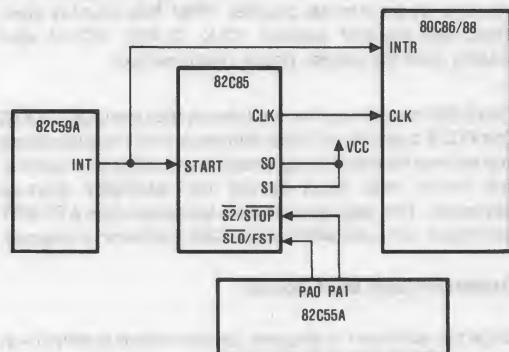 80C86/88
INTR
82C85
82C59A
CLK
CLK
VCC
INT
START
S0
S1
S2/STOP
SLO/FST
PA0 PA1
82C55A